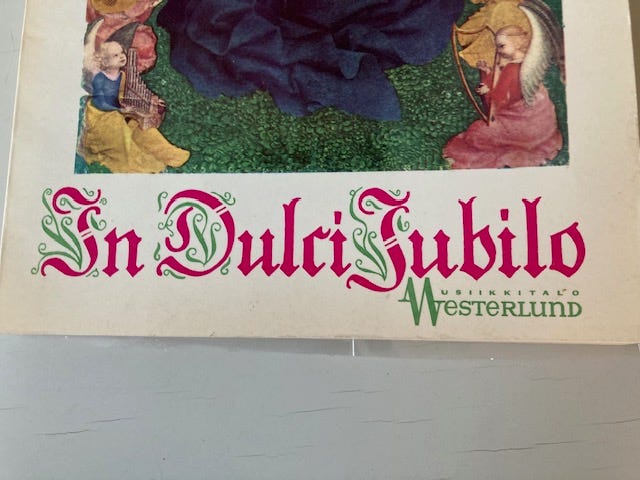 In Dulci Jubilo
MUSIIKKITALO
WESTERLUND